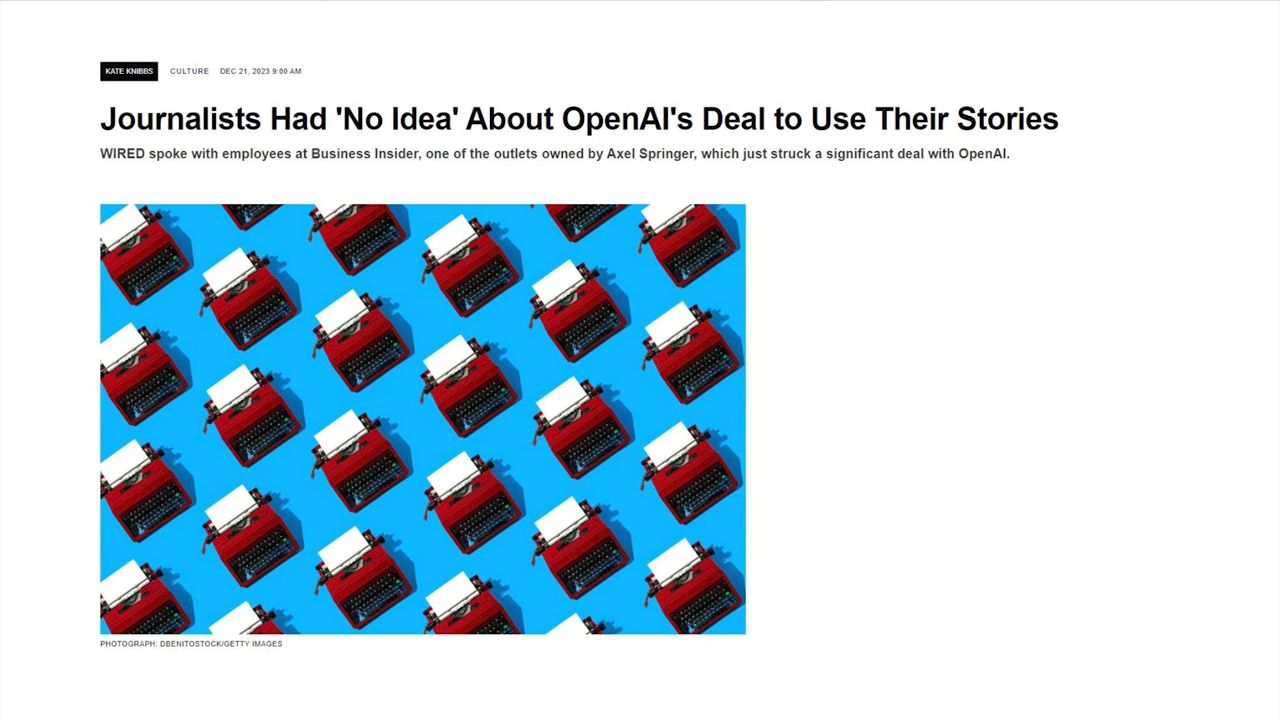 KATE KNIBBS CULTURE DEC 21, 2023 9:00 AM
Journalists Had 'No Idea' About OpenAI's Deal to Use Their Stories
WIRED spoke with employees at Business Insider, one of the outlets owned by Axel Springer, which just struck a significant deal with OpenAI.
PHOTOGRAPH: DBENITOSTOCK/GETTY IMAGES